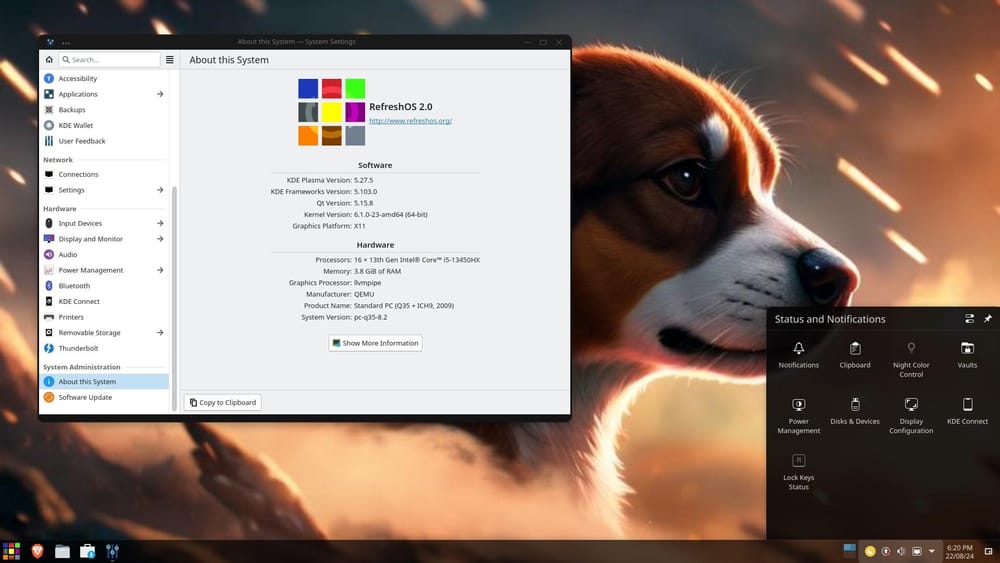 About this System — System Settings
Search...
About this System
Accessibility
Applications
Backups
KDE Wallet
User Feedback
Network
Connections
Settings
Hardware
Input Devices
Display and Monitor
Audio
Power Management
Bluetooth
KDE Connect
Printers
Removable Storage
Thunderbolt
System Administration
About this System
Software Update
RefreshOS 2.0
http://www.refreshos.org/
Software
KDE Plasma Version: 5.27.5
KDE Frameworks Version: 5.103.0
Qt Version: 5.15.8
Kernel Version: 6.1.0-23-amd64 (64-bit)
Graphics Platform: X11
Hardware
Processors: 16 × 13th Gen Intel® Core™ i5-13450HX
Memory: 3.8 GiB of RAM
Graphics Processor: llvmpipe
Manufacturer: QEMU
Product Name: Standard PC (Q35 + ICH9, 2009)
System Version: pc-q35-8.2
Show More Information
Copy to Clipboard
Status and Notifications
Notifications
Clipboard
Night Color
Control
Vaults
Power
Management
Disks & Devices
Display
Configuration
KDE Connect
A
Lock Keys
Status
6:20 PM
22/08/24